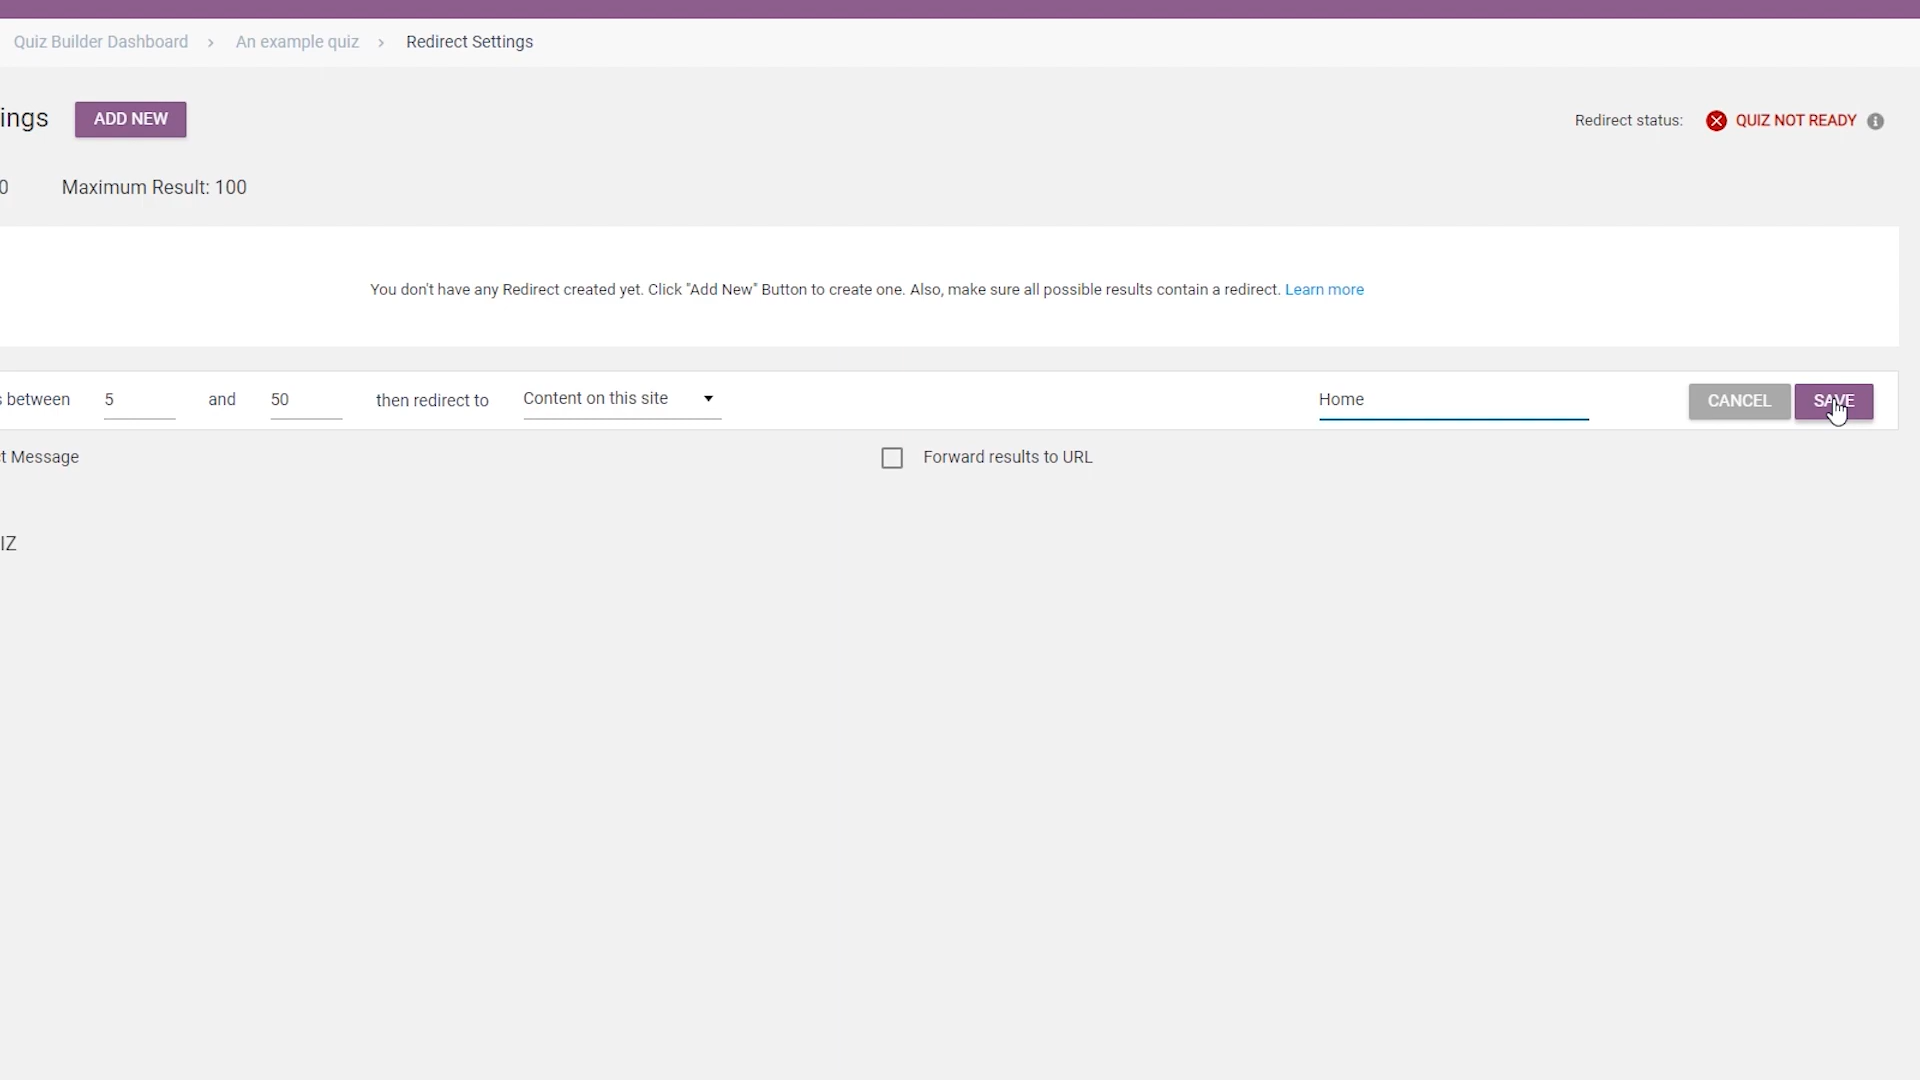 Quiz Builder Dashboard › An example quiz › Redirect Settings
ings ADD NEW Redirect status: QUIZ NOT READY
0 Maximum Result: 100
You don't have any Redirect created yet. Click "Add New" Button to create one. Also, make sure all possible results contain a redirect. Learn more
s between 5 and 50 then redirect to Content on this site Home CANCEL SAVE
t Message Forward results to URL
IZ